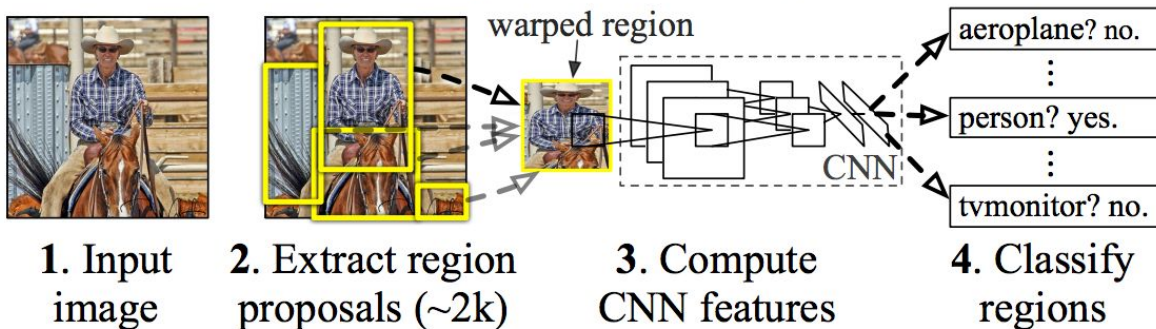 warped region
aeroplane? no.
⋮
person? yes.
CNN
⋮
tvmonitor? no.
1. Input
image
2. Extract region
proposals (~2k)
3. Compute
CNN features
4. Classify
regions